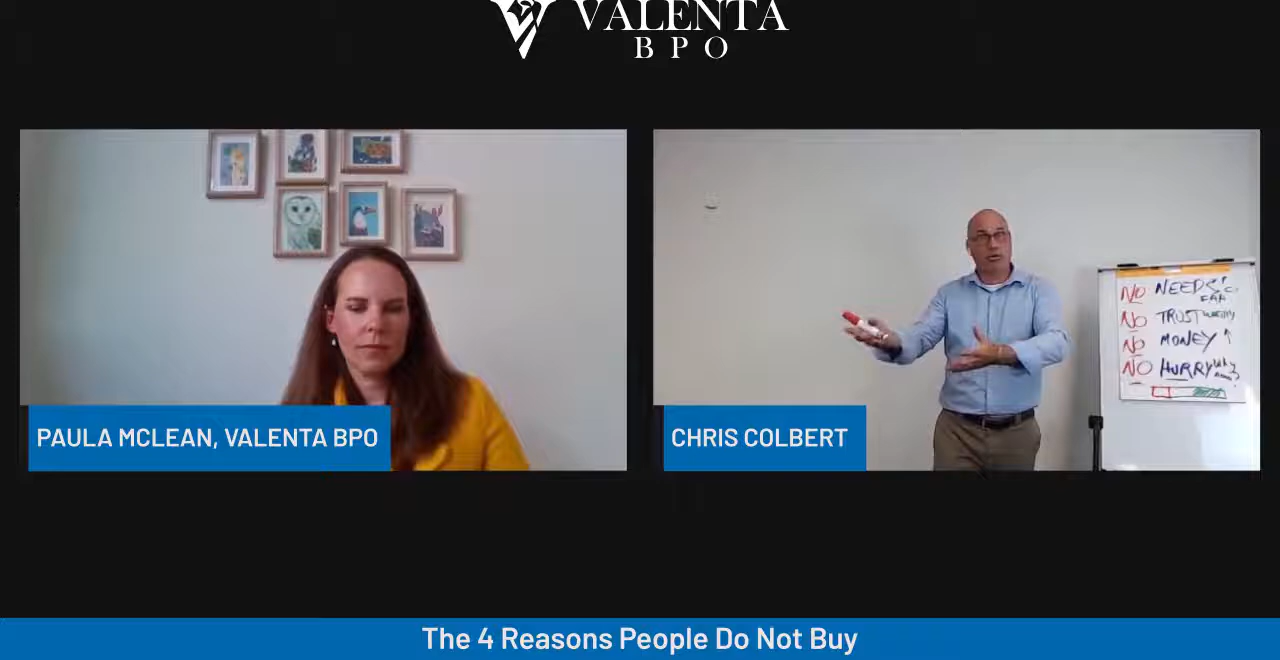 VALENTA
BPO
NO NEEDS
NO TRUST
NO MONEY
NO HURRY
PAULA MCLEAN, VALENTA BPO
CHRIS COLBERT
The 4 Reasons People Do Not Buy